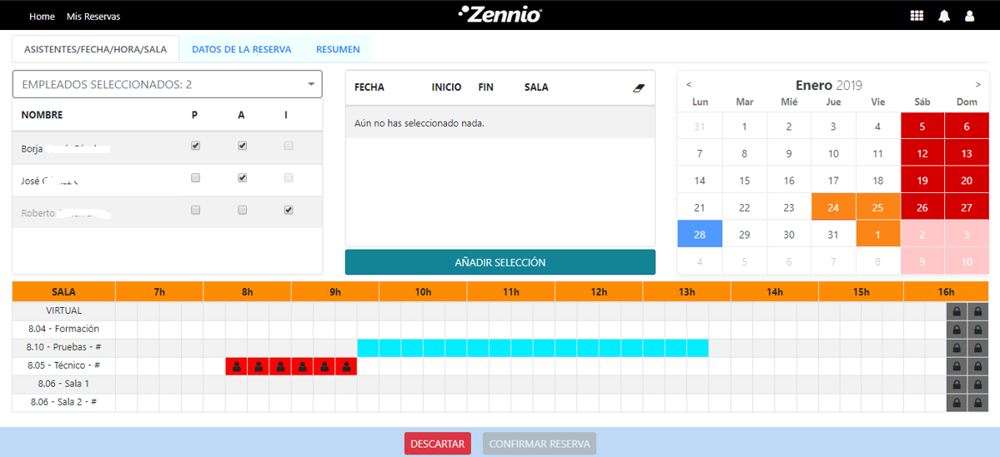 Home Mis Reservas Zennio
ASISTENTES/FECHA/HORA/SALA DATOS DE LA RESERVA RESUMEN
EMPLEADOS SELECCIONADOS: 2
NOMBRE P A I
Borja
José
Roberto
FECHA INICIO FIN SALA
Aún no has seleccionado nada.
AÑADIR SELECCIÓN
< Enero 2019 >
Lun Mar Mié Jue Vie Sáb Dom
31 1 2 3 4 5 6
7 8 9 10 11 12 13
14 15 16 17 18 19 20
21 22 23 24 25 26 27
28 29 30 31 1 2 3
4 5 6 7 8 9 10
SALA 7h 8h 9h 10h 11h 12h 13h 14h 15h 16h
VIRTUAL
8.04 - Formación
8.10 - Pruebas - #
8.05 - Técnico - #
8.06 - Sala 1
8.06 - Sala 2 - #
DESCARTAR CONFIRMAR RESERVA